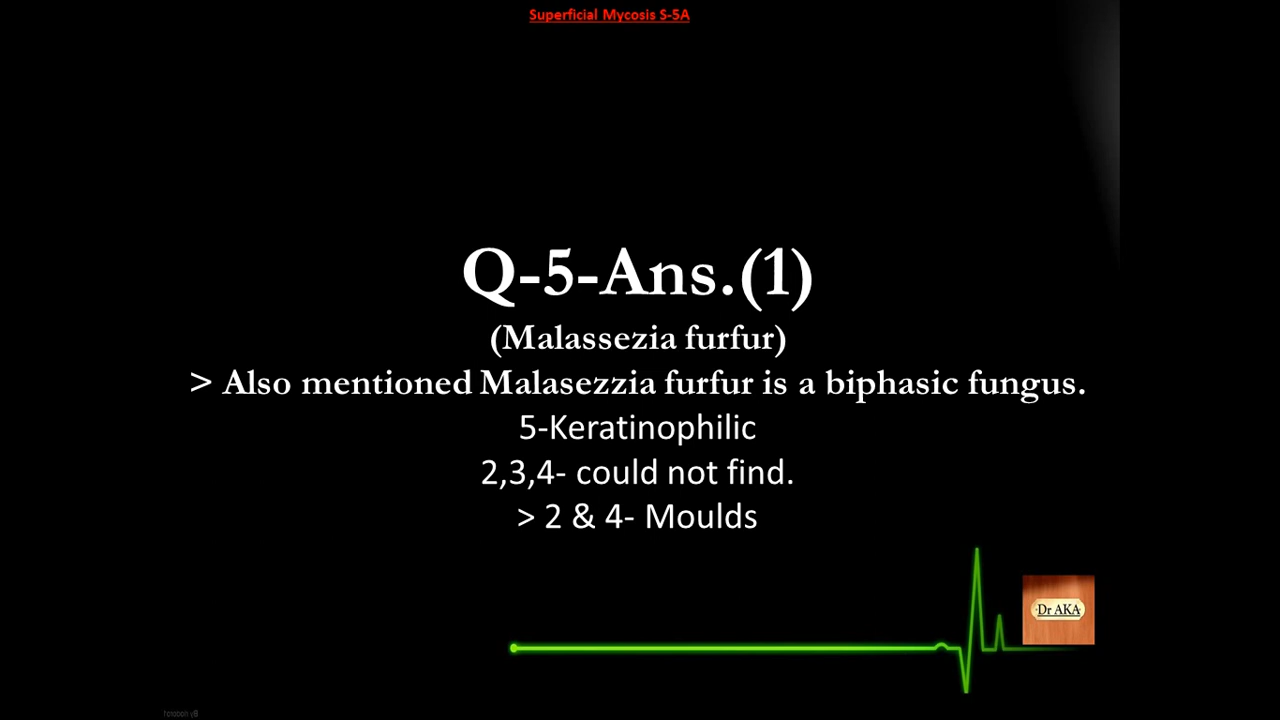 Superficial Mycosis S-5A
Q-5-Ans.(1)
(Malassezia furfur)
> Also mentioned Malasezzia furfur is a biphasic fungus.
5-Keratinophilic
2,3,4- could not find.
> 2 & 4- Moulds
Dr AKA